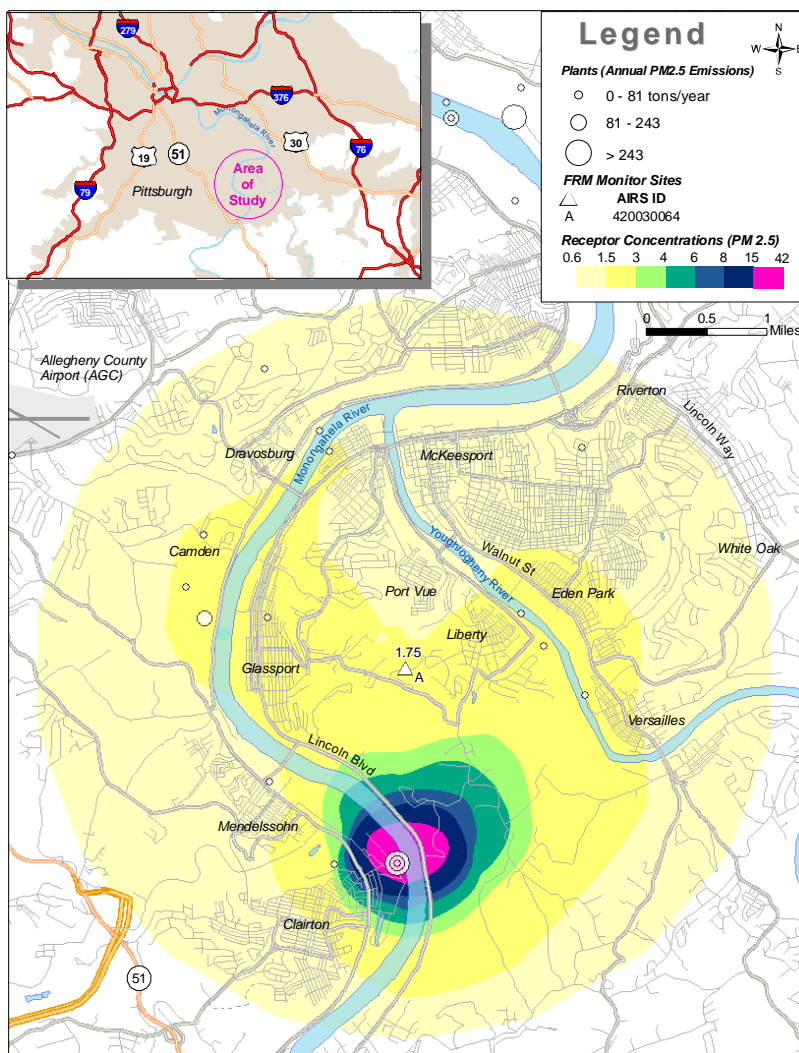 Legend
N
W E
S
Plants (Annual PM2.5 Emissions)
0 - 81 tons/year
81 - 243
> 243
FRM Monitor Sites
AIRS ID
A 420030064
Receptor Concentrations (PM 2.5)
0.6 1.5 3 4 6 8 15 42
0 0.5 1
Miles
279
376
Monongahela River
30
19
51
76
79
Pittsburgh
Area
of
Study
Allegheny County
Airport (AGC)
Riverton
Lincoln Way
Monongahela River
Dravosburg
McKeesport
Camden
Walnut St
White Oak
Youghiogheny River
Port Vue
Eden Park
Liberty
1.75
A
Glassport
Versailles
Lincoln Blvd
Mendelssohn
Clairton
51